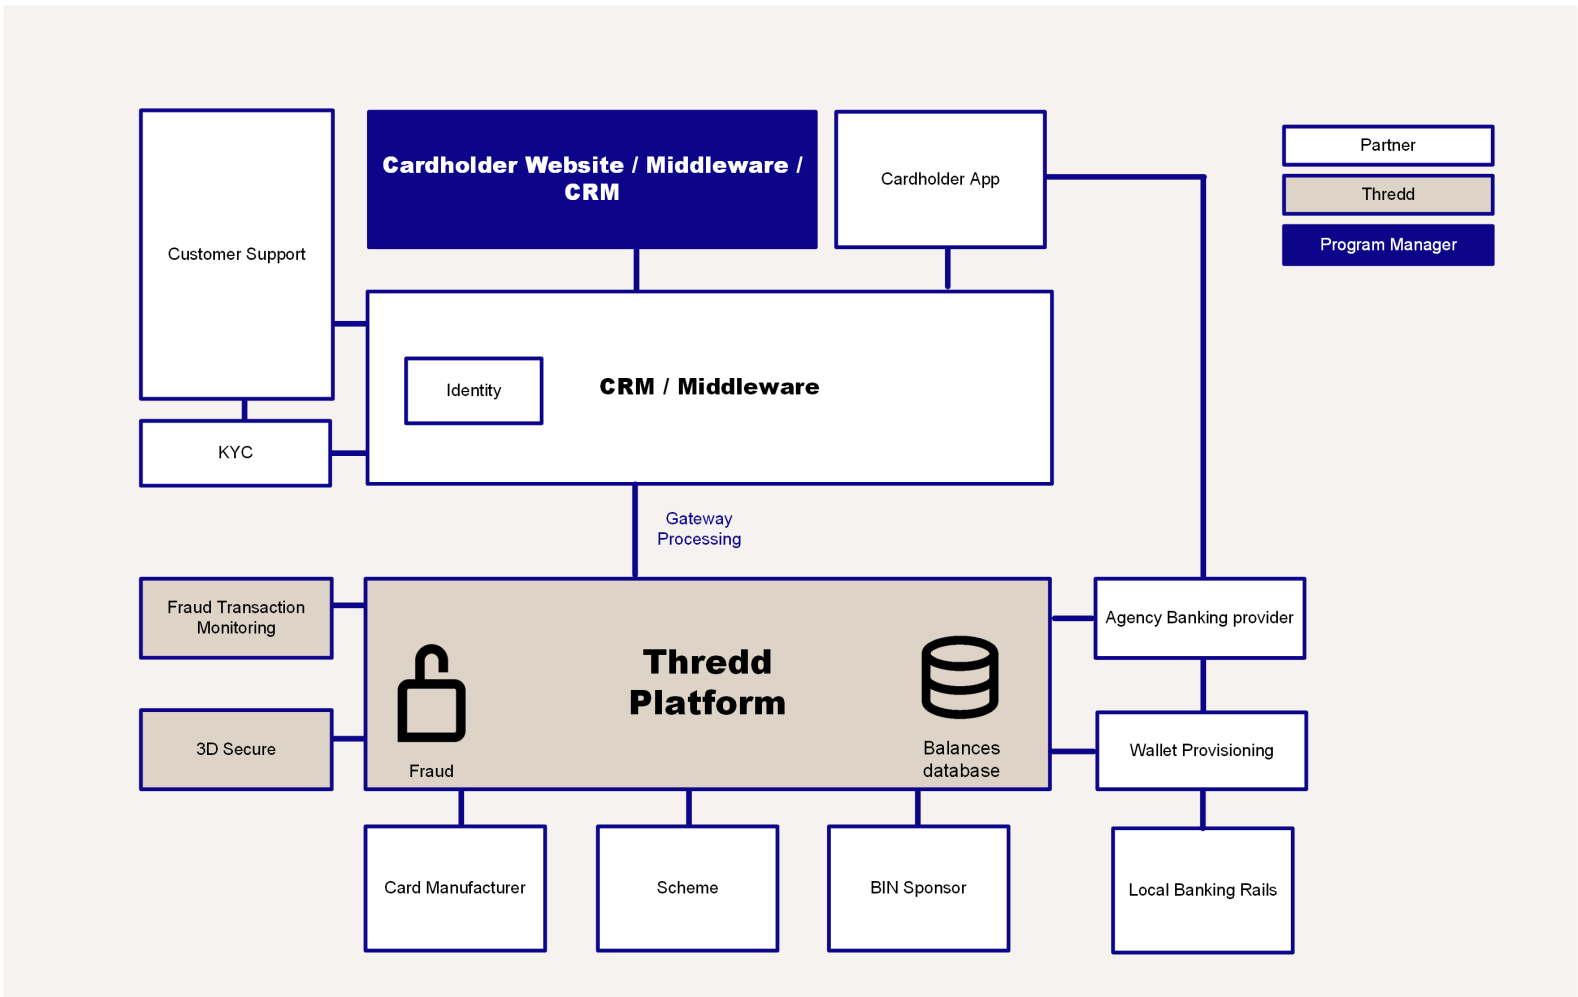 Cardholder Website / Middleware /
CRM
Cardholder App
Partner
Thredd
Program Manager
Customer Support
Identity
CRM / Middleware
KYC
Gateway
Processing
Fraud Transaction
Monitoring
3D Secure
Thredd
Platform
Fraud
Balances
database
Agency Banking provider
Wallet Provisioning
Card Manufacturer
Scheme
BIN Sponsor
Local Banking Rails